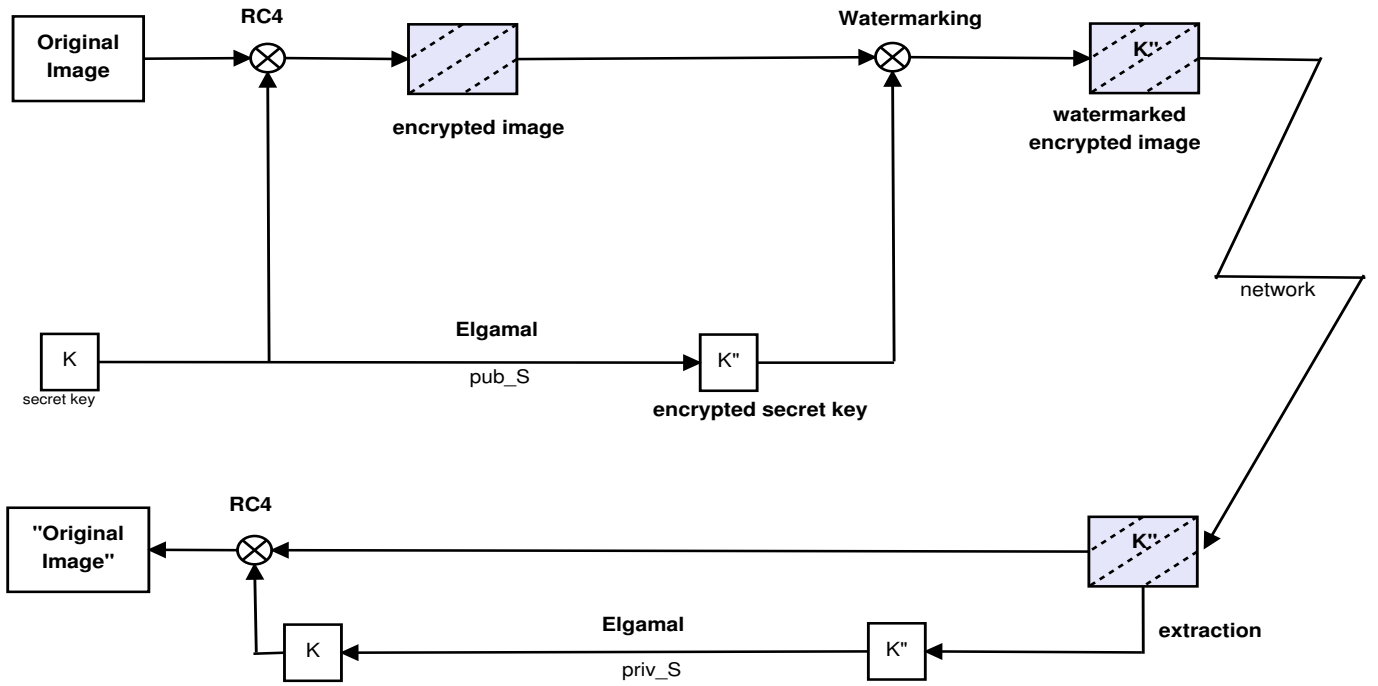 RC4
Watermarking
Original
Image
K"
encrypted image
watermarked
encrypted image
network
Elgamal
K
K"
pub_S
secret key
encrypted secret key
RC4
"Original
Image"
K"
Elgamal
extraction
K
K"
priv_S